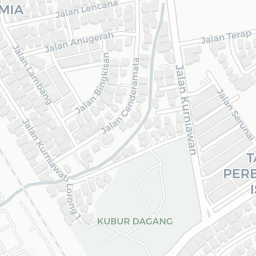 MIA
Jalan Lencana
Jalan Anugerah
Jalan Terap
Jalan Lambang
Jalan Bingkisan
Jalan Cenderamata
Jalan Kurniawan
Jalan Serunai
Jalan Kurniawan
Lorong
TA
PERE
IS
KUBUR DAGANG